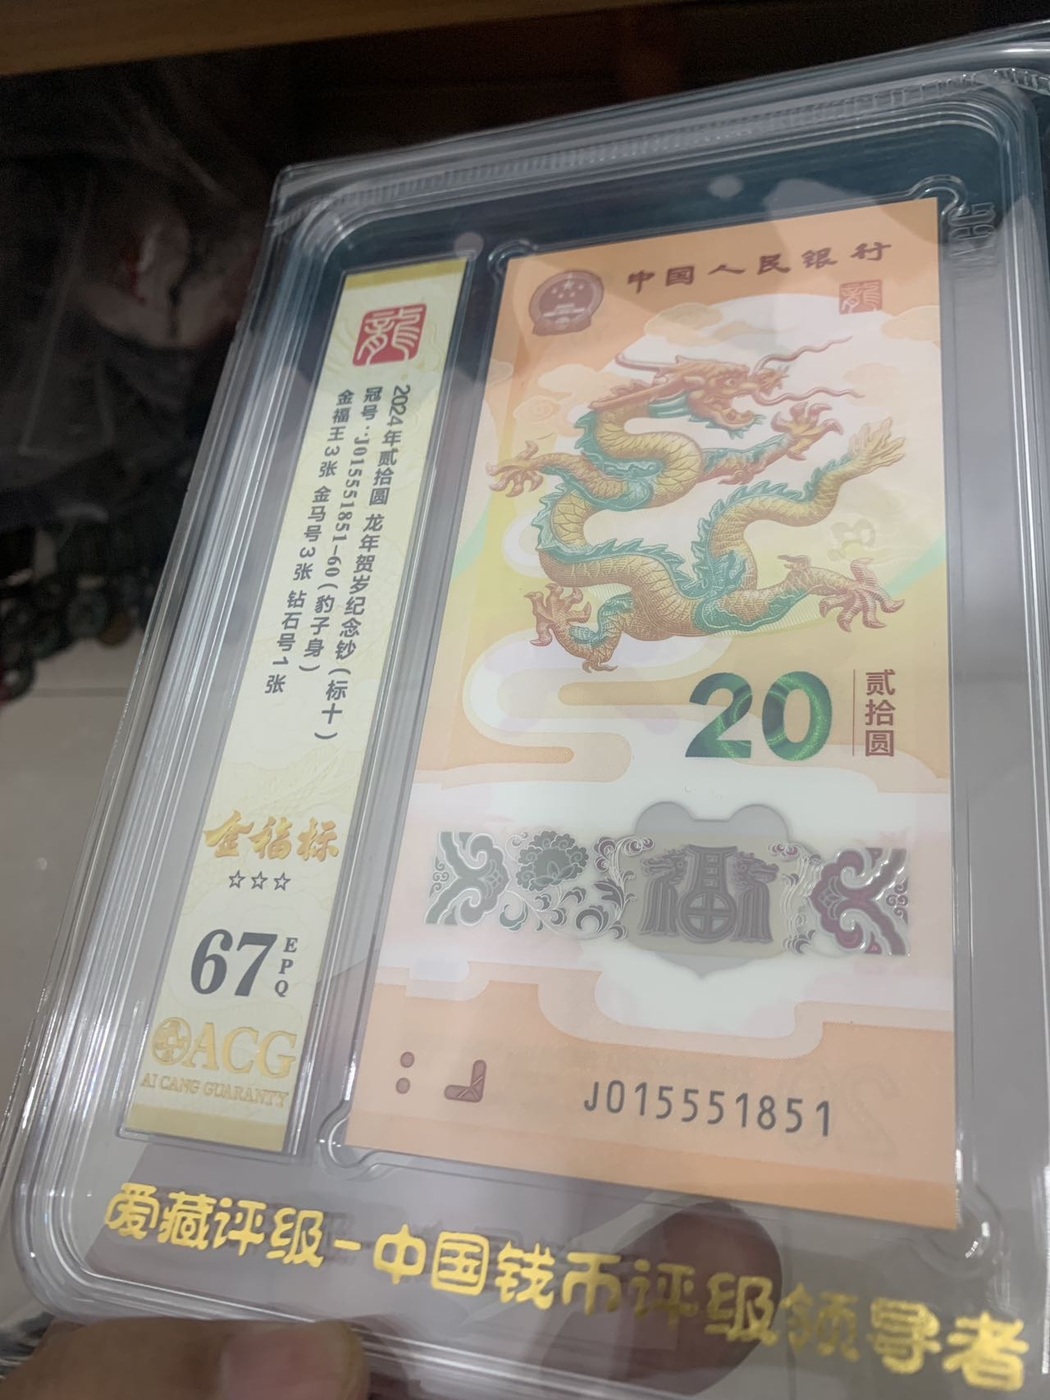 中国人民银行
龍
20
贰拾圆
福
J015551851
龍
2024年贰拾圆 龙年贺岁纪念钞（标十）
冠号：J015551851-60（豹子身）
金福王3张 金马号3张 钻石号1张
金福标
☆☆☆
67
EPQ
ACG
AI CANG GUARANTY
爱藏评级-中国钱币评级领导者